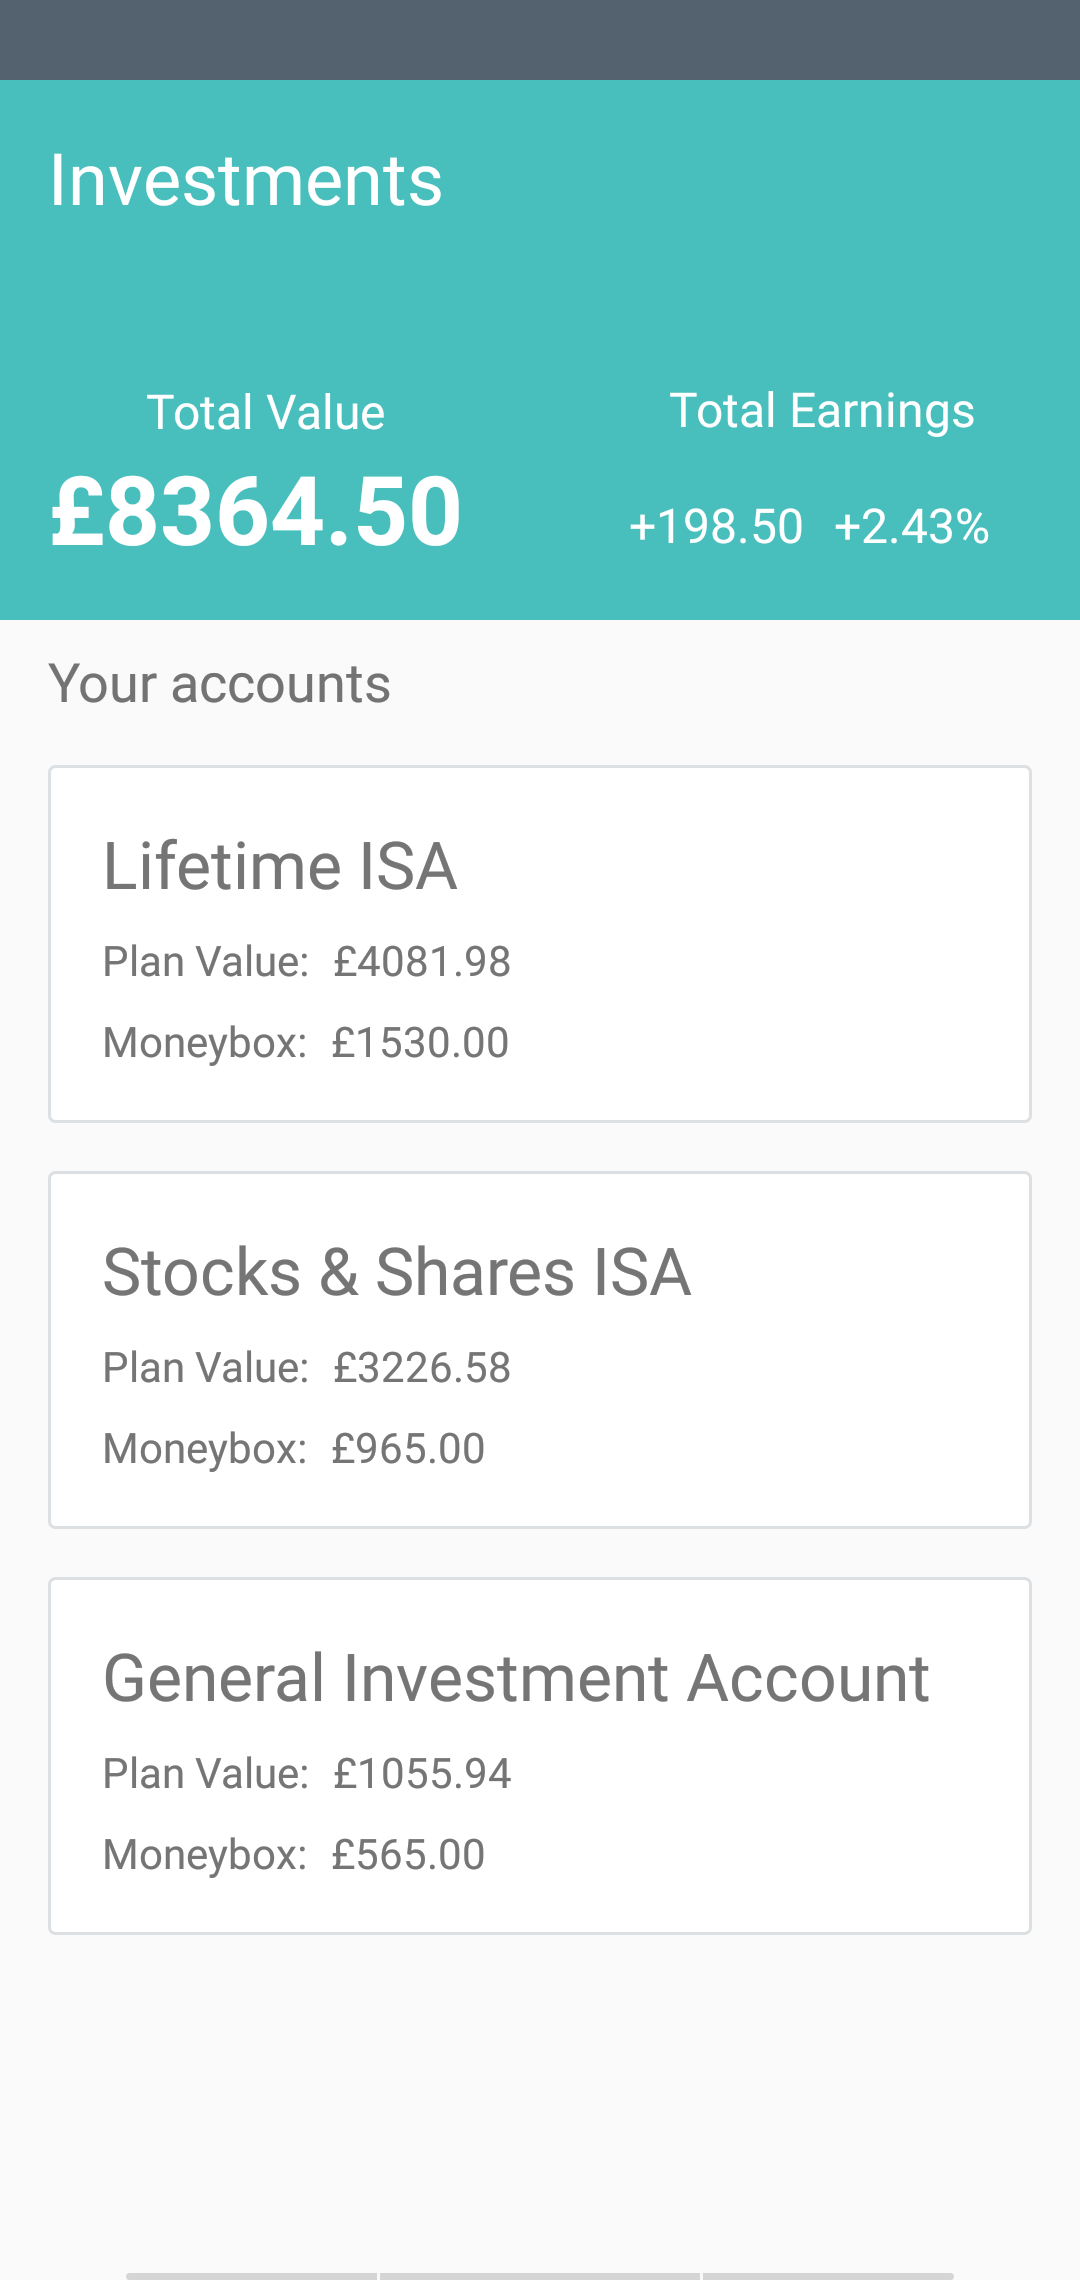 Investments
Total Value
Total Earnings
£8364.50
+198.50 +2.43%
Your accounts
Lifetime ISA
Plan Value: £4081.98
Moneybox: £1530.00
Stocks & Shares ISA
Plan Value: £3226.58
Moneybox: £965.00
General Investment Account
Plan Value: £1055.94
Moneybox: £565.00